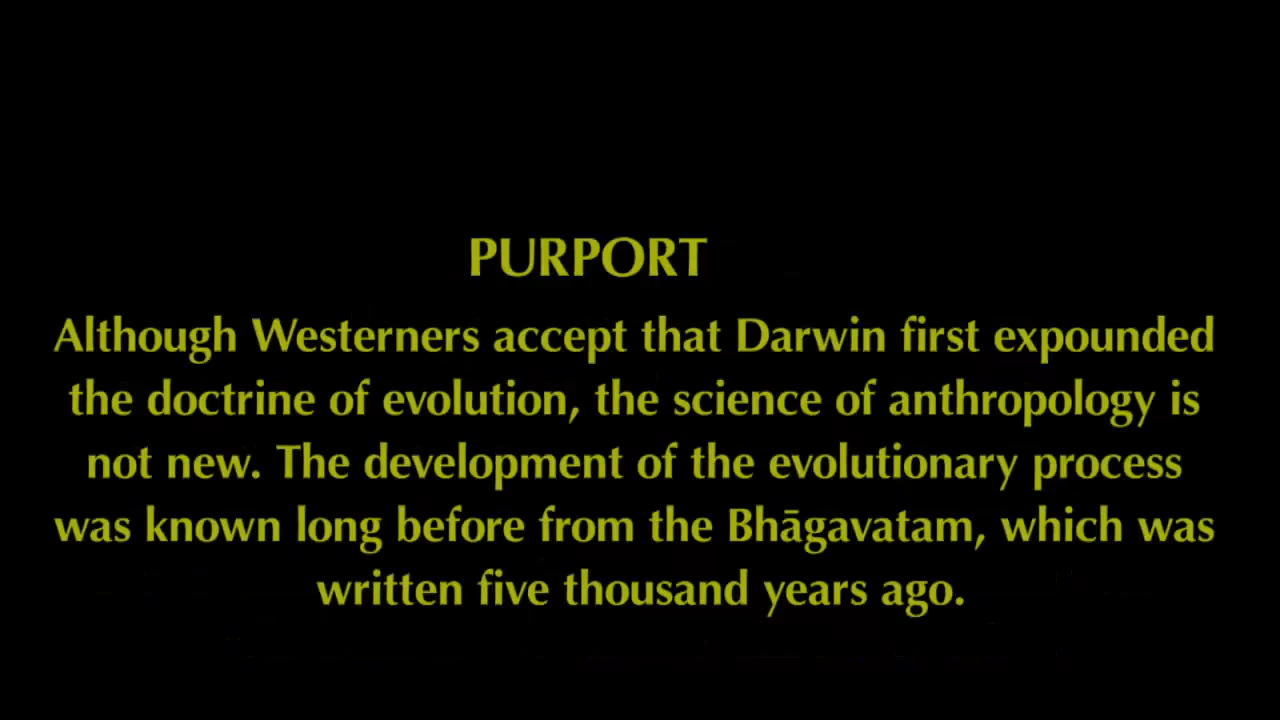 PURPORT
Although Westerners accept that Darwin first expounded
the doctrine of evolution, the science of anthropology is
not new. The development of the evolutionary process
was known long before from the Bhāgavatam, which was
written five thousand years ago.